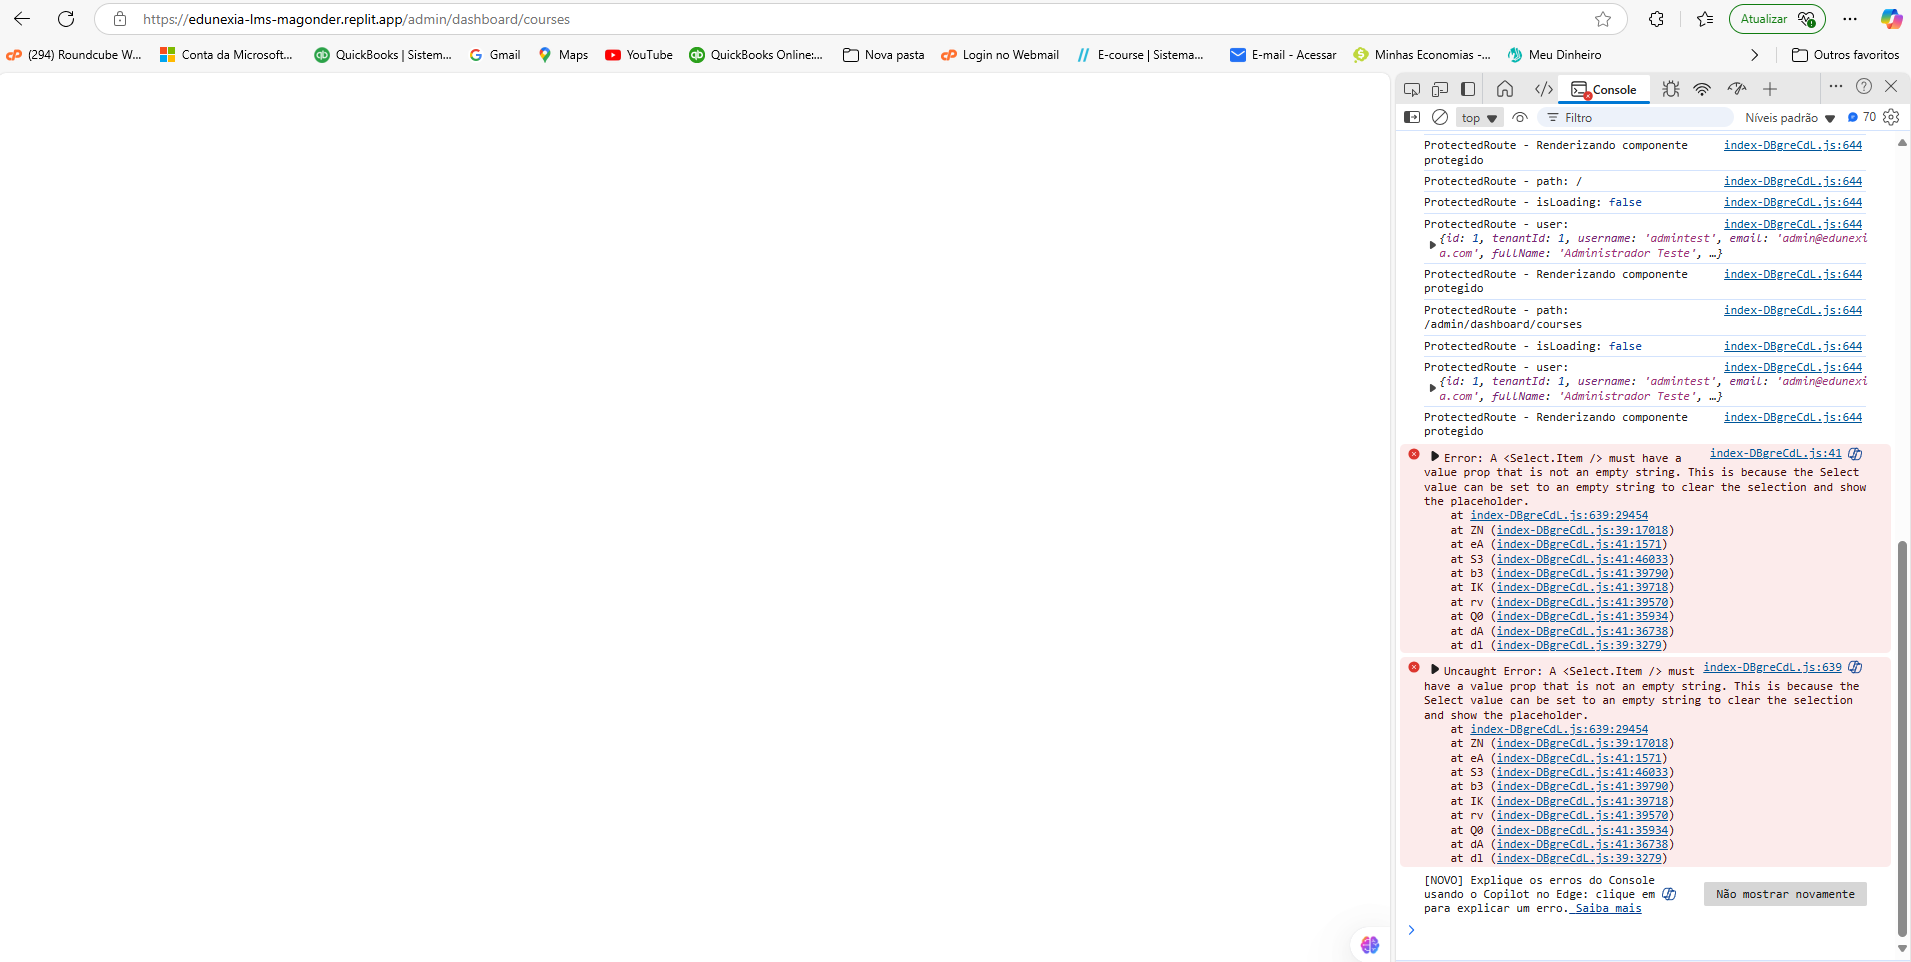 https://edunexia-lms-magonder.replit.app/admin/dashboard/courses
Atualizar
(294) Roundcube W...
Conta da Microsoft...
QuickBooks | Sistem...
Gmail
Maps
YouTube
QuickBooks Online:...
Nova pasta
Login no Webmail
E-course | Sistema...
E-mail - Acessar
Minhas Economias -...
Meu Dinheiro
Outros favoritos
Console
top
Filtro
Níveis padrão
70
ProtectedRoute - Renderizando componente index-DBgreCdL.js:644
protegido
ProtectedRoute - path: / index-DBgreCdL.js:644
ProtectedRoute - isLoading: false index-DBgreCdL.js:644
ProtectedRoute - user: index-DBgreCdL.js:644
{id: 1, tenantId: 1, username: 'admintest', email: 'admin@edunexi
a.com', fullName: 'Administrador Teste', …}
ProtectedRoute - Renderizando componente index-DBgreCdL.js:644
protegido
ProtectedRoute - path: index-DBgreCdL.js:644
/admin/dashboard/courses
ProtectedRoute - isLoading: false index-DBgreCdL.js:644
ProtectedRoute - user: index-DBgreCdL.js:644
{id: 1, tenantId: 1, username: 'admintest', email: 'admin@edunexi
a.com', fullName: 'Administrador Teste', …}
ProtectedRoute - Renderizando componente index-DBgreCdL.js:644
protegido
Error: A <Select.Item /> must have a index-DBgreCdL.js:41
value prop that is not an empty string. This is because the Select
value can be set to an empty string to clear the selection and show
the placeholder.
at index-DBgreCdL.js:639:29454
at ZN (index-DBgreCdL.js:39:17018)
at eA (index-DBgreCdL.js:41:1571)
at S3 (index-DBgreCdL.js:41:46033)
at b3 (index-DBgreCdL.js:41:39790)
at IK (index-DBgreCdL.js:41:39718)
at rv (index-DBgreCdL.js:41:39570)
at Q0 (index-DBgreCdL.js:41:35934)
at dA (index-DBgreCdL.js:41:36738)
at dl (index-DBgreCdL.js:39:3279)
Uncaught Error: A <Select.Item /> must index-DBgreCdL.js:639
have a value prop that is not an empty string. This is because the
Select value can be set to an empty string to clear the selection
and show the placeholder.
at index-DBgreCdL.js:639:29454
at ZN (index-DBgreCdL.js:39:17018)
at eA (index-DBgreCdL.js:41:1571)
at S3 (index-DBgreCdL.js:41:46033)
at b3 (index-DBgreCdL.js:41:39790)
at IK (index-DBgreCdL.js:41:39718)
at rv (index-DBgreCdL.js:41:39570)
at Q0 (index-DBgreCdL.js:41:35934)
at dA (index-DBgreCdL.js:41:36738)
at dl (index-DBgreCdL.js:39:3279)
[NOVO] Explique os erros do Console
usando o Copilot no Edge: clique em
para explicar um erro. Saiba mais
Não mostrar novamente